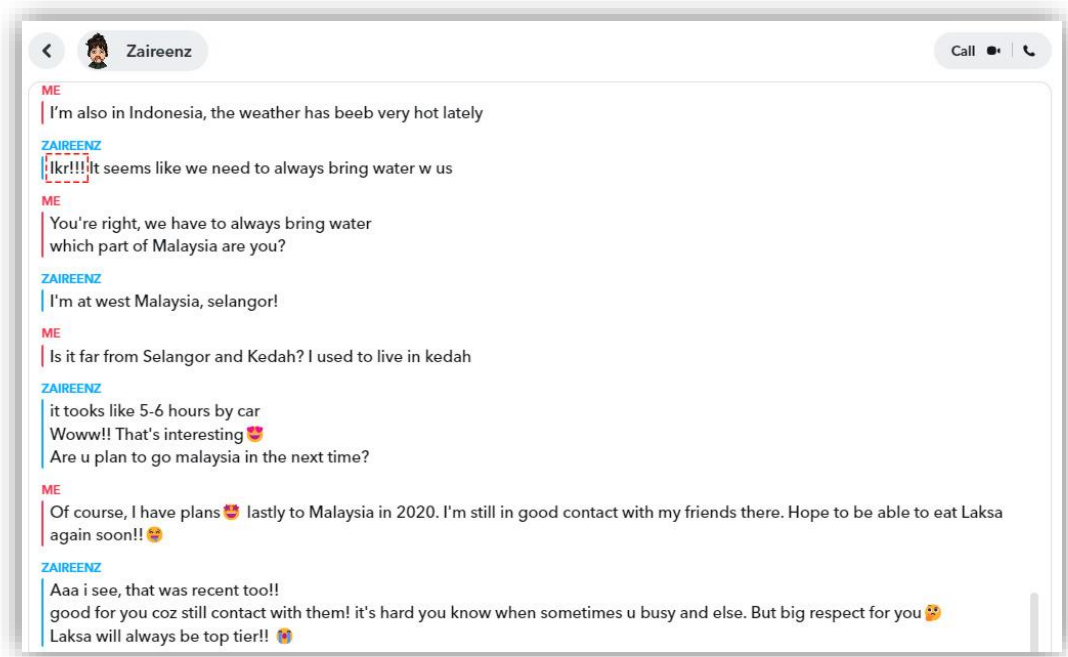 Zaireenz
Call
ME
I'm also in Indonesia, the weather has beeb very hot lately
ZAIREENZ
Ikr!!! It seems like we need to always bring water w us
ME
You're right, we have to always bring water
which part of Malaysia are you?
ZAIREENZ
I'm at west Malaysia, selangor!
ME
Is it far from Selangor and Kedah? I used to live in kedah
ZAIREENZ
it tooks like 5-6 hours by car
Woww!! That's interesting😍
Are u plan to go malaysia in the next time?
ME
Of course, I have plans🤩 lastly to Malaysia in 2020. I'm still in good contact with my friends there. Hope to be able to eat Laksa
again soon!!😄
ZAIREENZ
Aaa i see, that was recent too!!
good for you coz still contact with them! it's hard you know when sometimes u busy and else. But big respect for you🤔
Laksa will always be top tier!! 😭